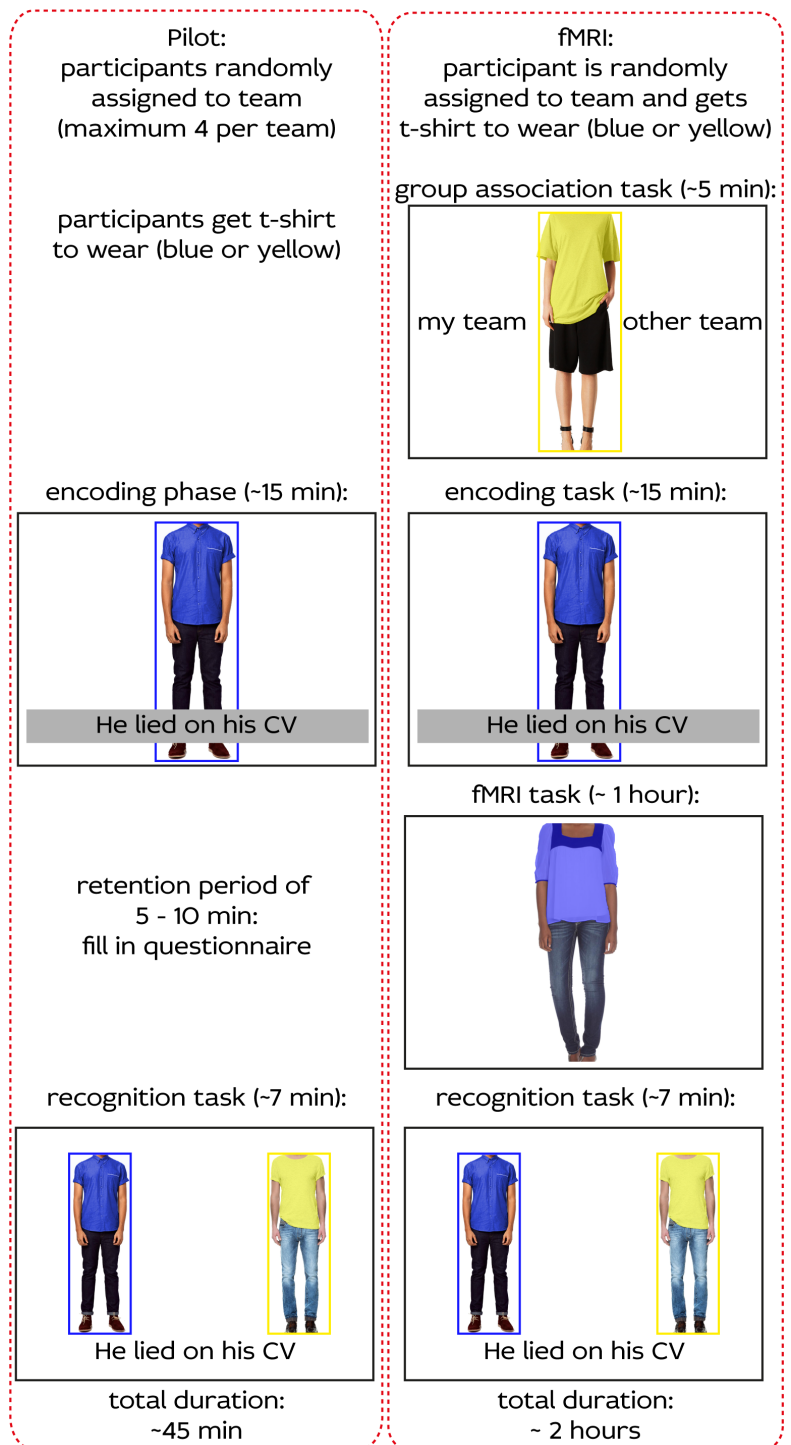 Pilot:
participants randomly
assigned to team
(maximum 4 per team)
participants get t-shirt
to wear (blue or yellow)
encoding phase (~15 min):
He lied on his CV
retention period of
5 - 10 min:
fill in questionnaire
recognition task (~7 min):
He lied on his CV
total duration:
~45 min
fMRI:
participant is randomly
assigned to team and gets
t-shirt to wear (blue or yellow)
group association task (~5 min):
my team
other team
encoding task (~15 min):
He lied on his CV
fMRI task (~ 1 hour):
recognition task (~7 min):
He lied on his CV
total duration:
~ 2 hours